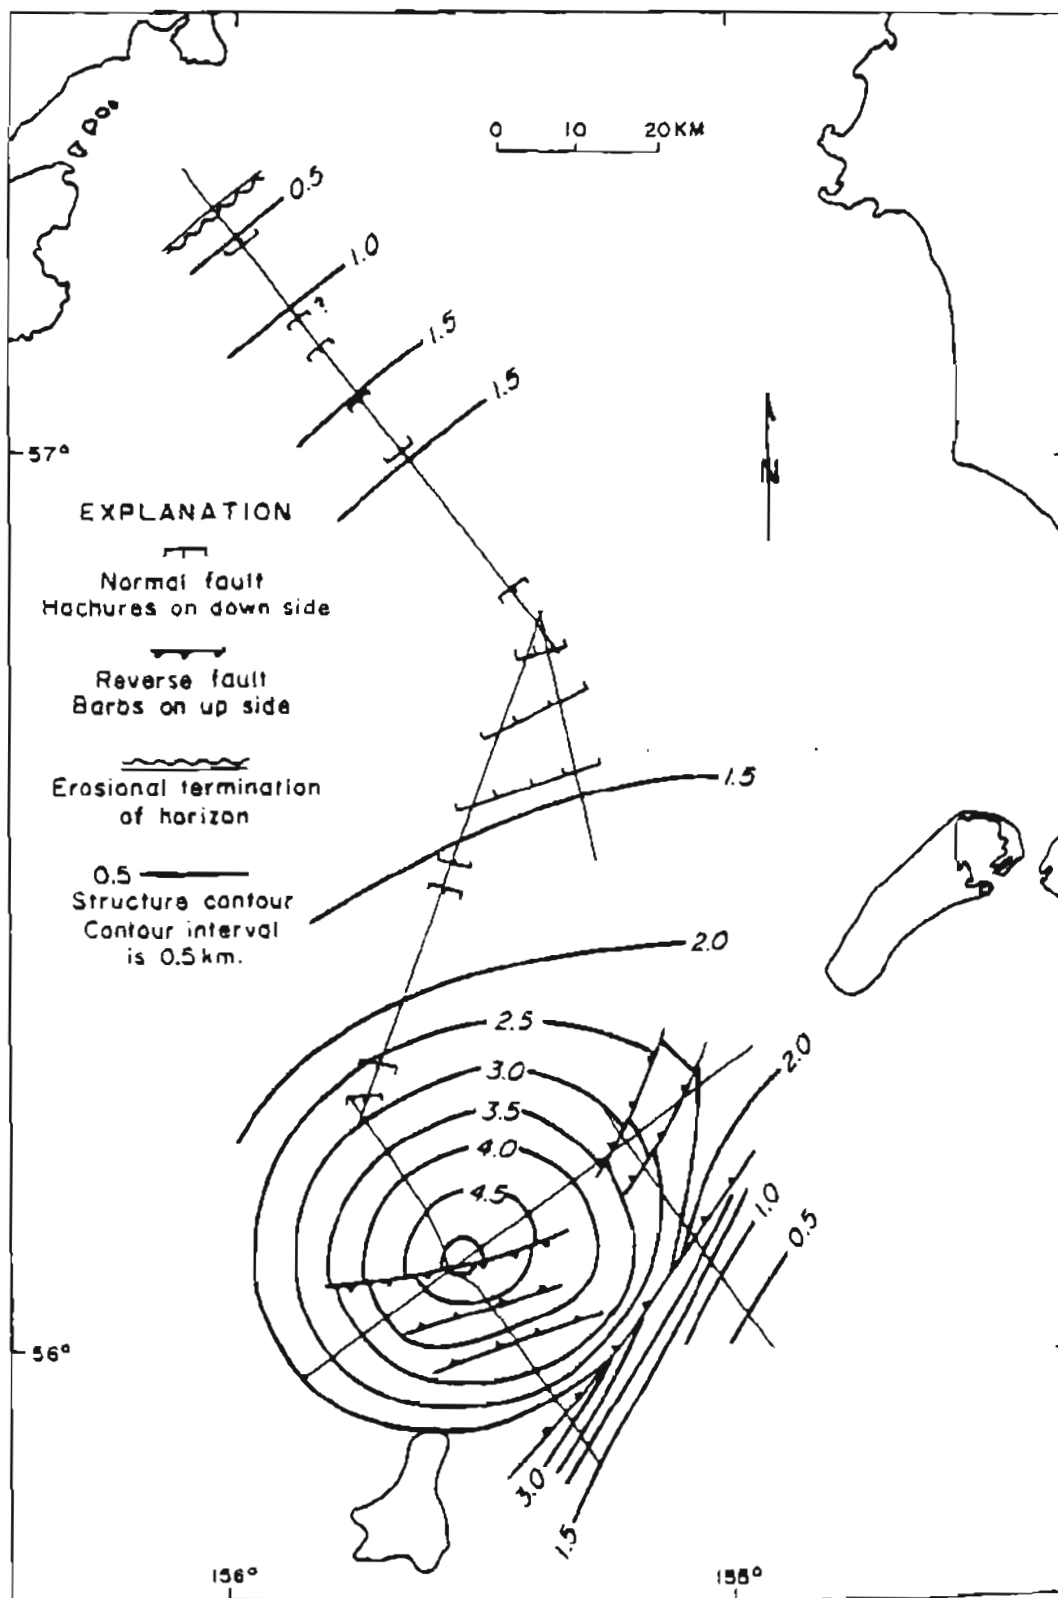 0 10 20 KM
0.5
1.0
?
1.5
1.5
57°
N
EXPLANATION
Normal fault
Hachures on down side
Reverse fault
Barbs on up side
Erosional termination
of horizon
0.5
Structure contour
Contour interval
is 0.5 km.
1.5
2.0
2.5
3.0
3.5
4.0
4.5
2.0
1.0
0.5
56°
3.0
1.5
156°
155°